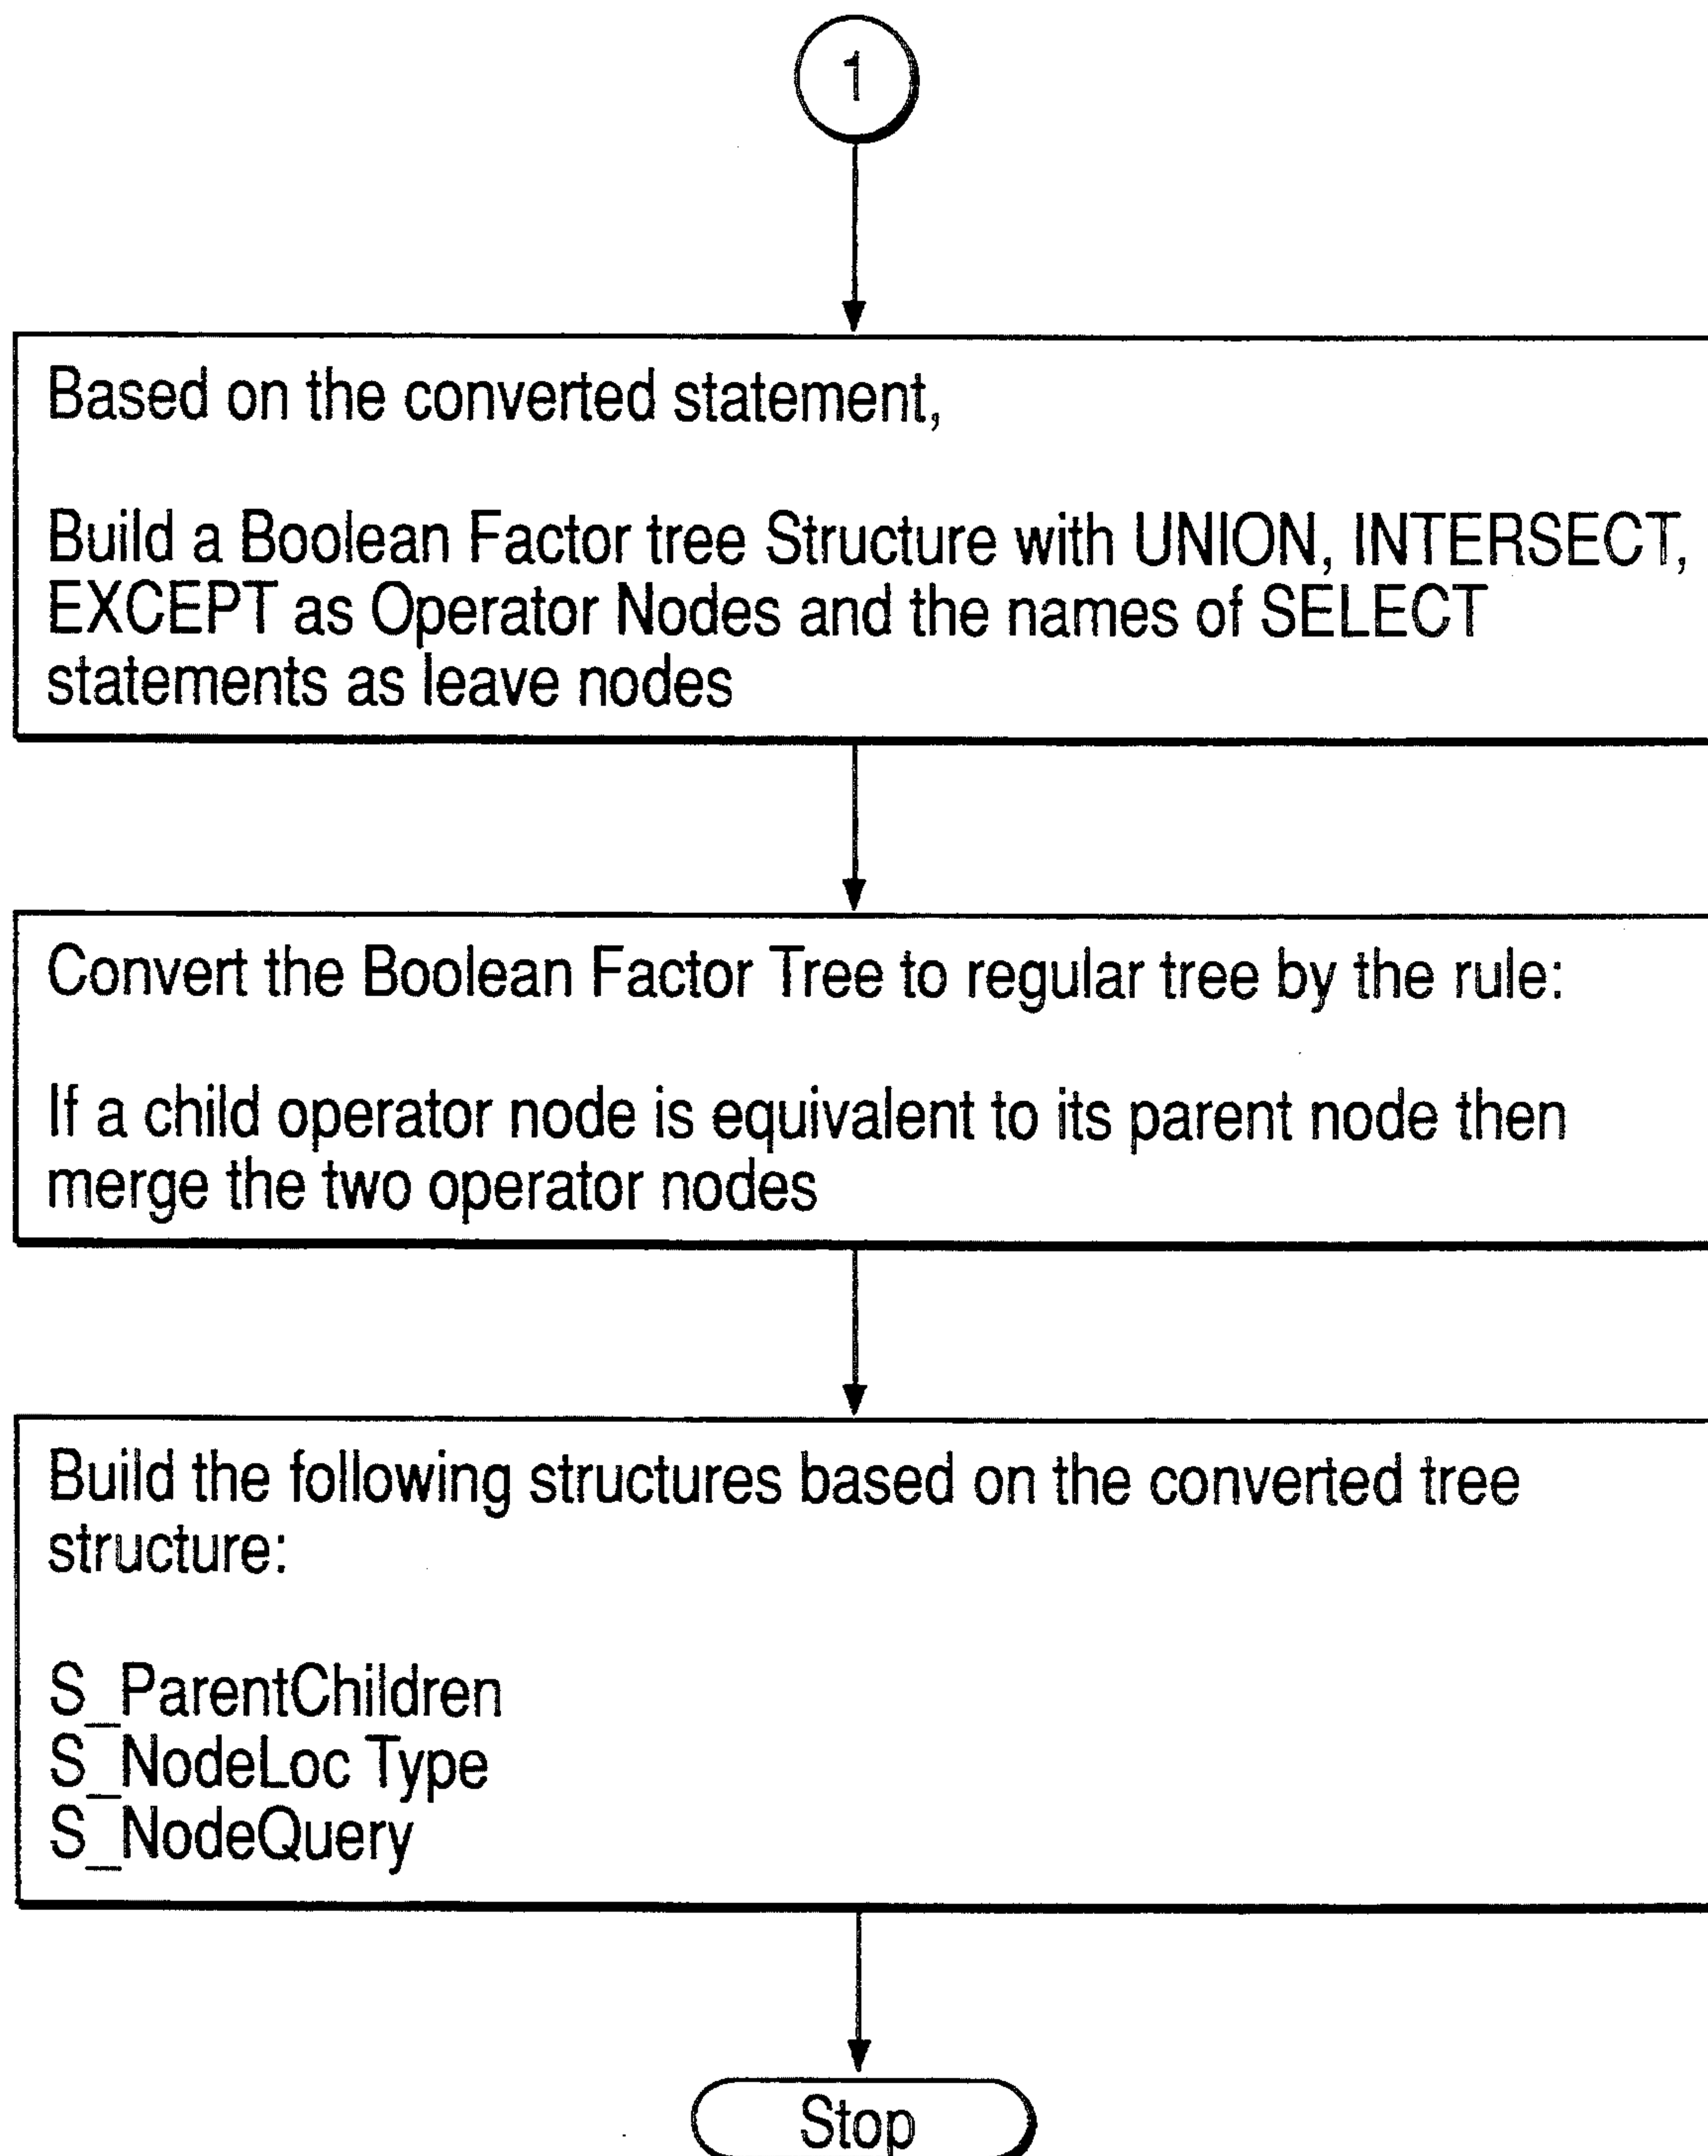 1
Based on the converted statement,
Build a Boolean Factor tree Structure with UNION, INTERSECT,
EXCEPT as Operator Nodes and the names of SELECT
statements as leave nodes
Convert the Boolean Factor Tree to regular tree by the rule:
If a child operator node is equivalent to its parent node then
merge the two operator nodes
Build the following structures based on the converted tree
structure:
S_ParentChildren
S_NodeLoc Type
S_NodeQuery
Stop